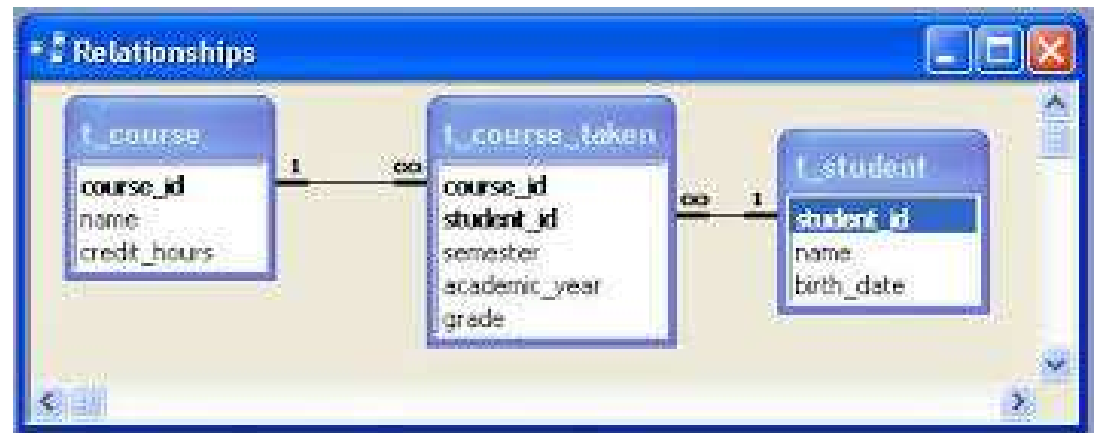 Relationships
t_course
course_id
name
credit_hours
1
∞
t_course_taken
course_id
student_id
semester
academic_year
grade
∞
1
t_student
student_id
name
birth_date